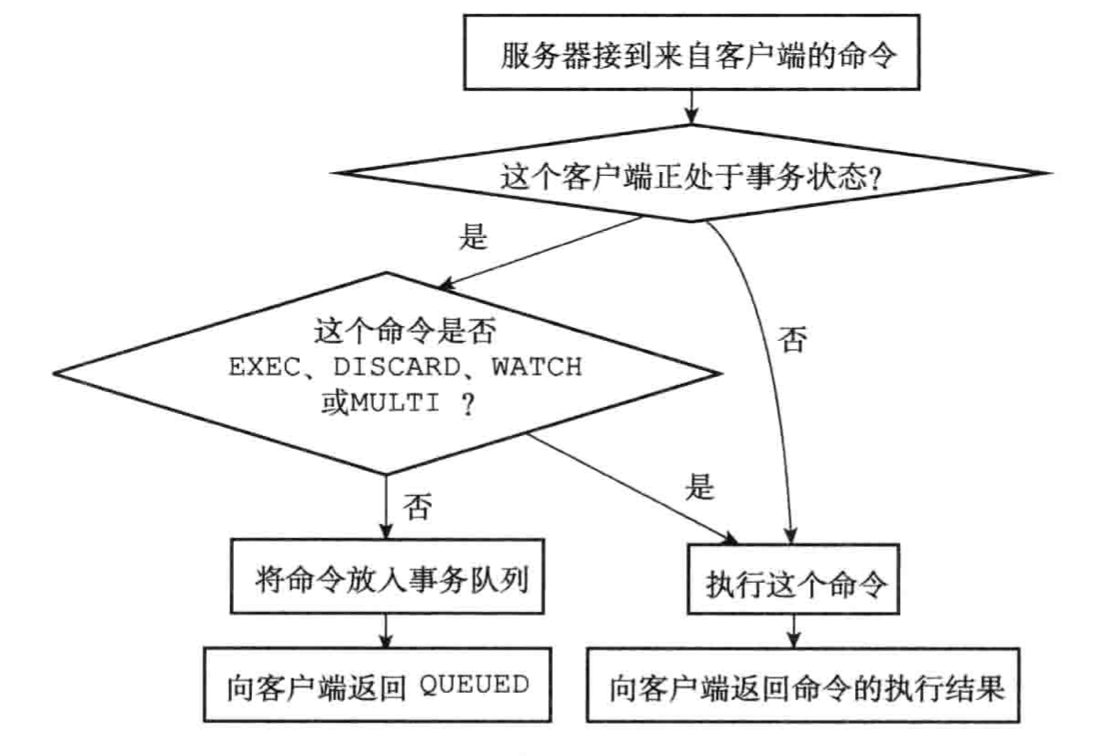 服务器接到来自客户端的命令
这个客户端正处于事务状态?
是
否
这个命令是否
EXEC、DISCARD、WATCH
或MULTI ?
是
否
将命令放入事务队列
执行这个命令
向客户端返回 QUEUED
向客户端返回命令的执行结果